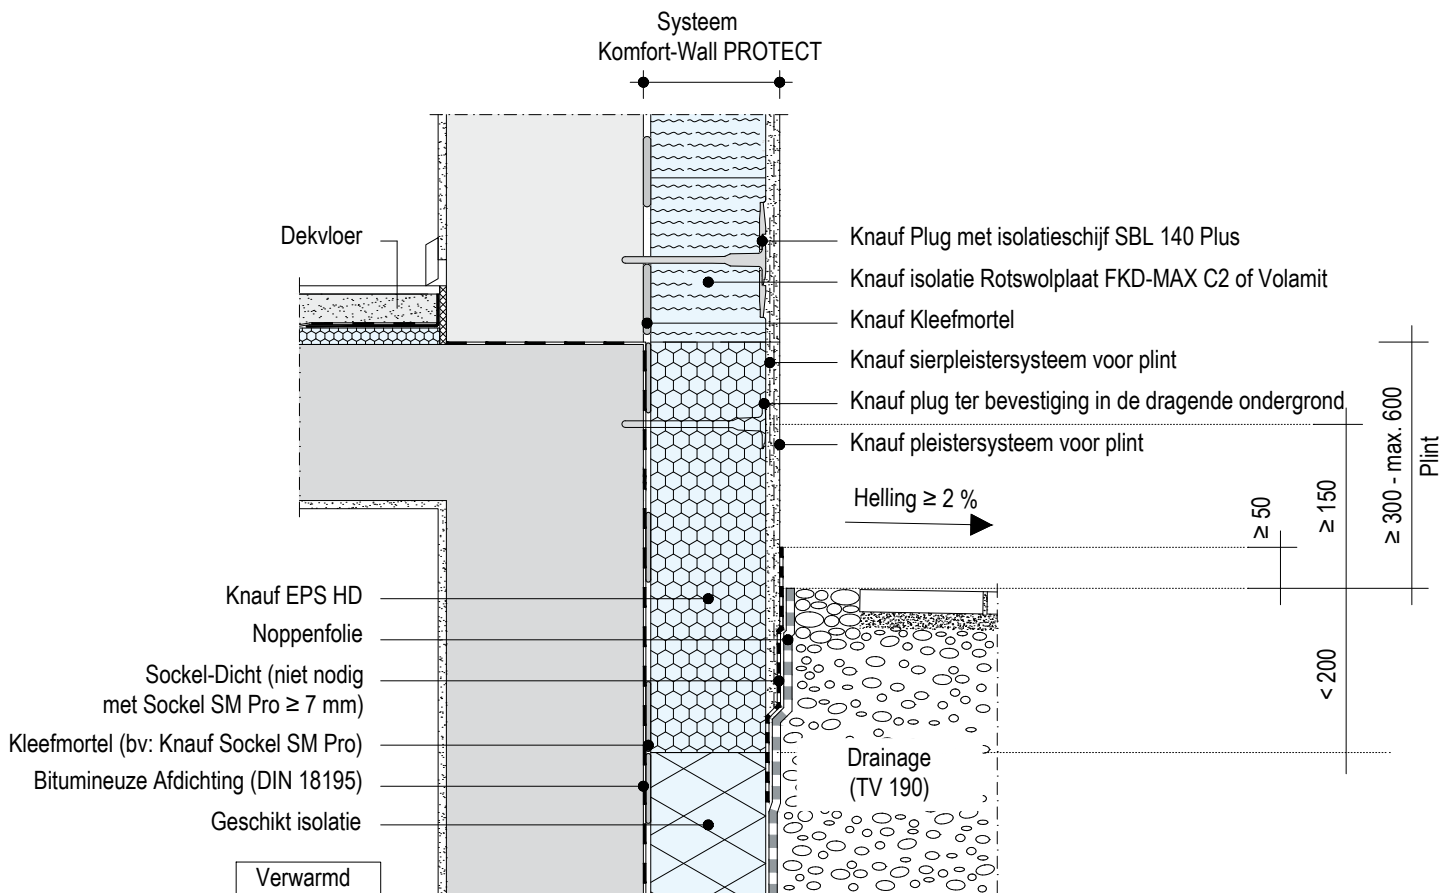 Systeem
Komfort-Wall PROTECT
Dekvloer
Knauf Plug met isolatieschijf SBL 140 Plus
Knauf isolatie Rotswolplaat FKD-MAX C2 of Volamit
Knauf Kleefmortel
Knauf sierpleistersysteem voor plint
Knauf plug ter bevestiging in de dragende ondergrond
Knauf pleistersysteem voor plint
Helling ≥ 2 %
≥ 50
≥ 150
≥ 300 - max. 600
Plint
< 200
Knauf EPS HD
Noppenfolie
Sockel-Dicht (niet nodig
met Sockel SM Pro ≥ 7 mm)
Kleefmortel (bv: Knauf Sockel SM Pro)
Bitumineuze Afdichting (DIN 18195)
Geschikt isolatie
Drainage
(TV 190)
Verwarmd